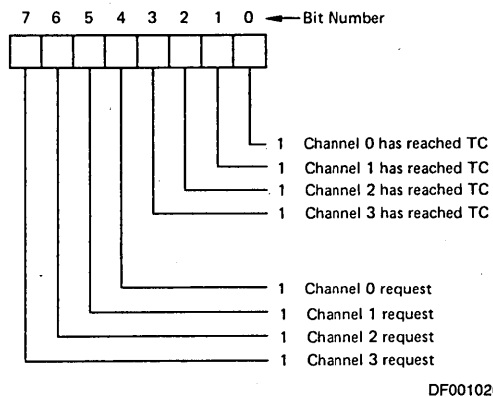 7 6 5 4 3 2 1 0 Bit Number
1 Channel 0 has reached TC
1 Channel 1 has reached TC
1 Channel 2 has reached TC
1 Channel 3 has reached TC
1 Channel 0 request
1 Channel 1 request
1 Channel 2 request
1 Channel 3 request